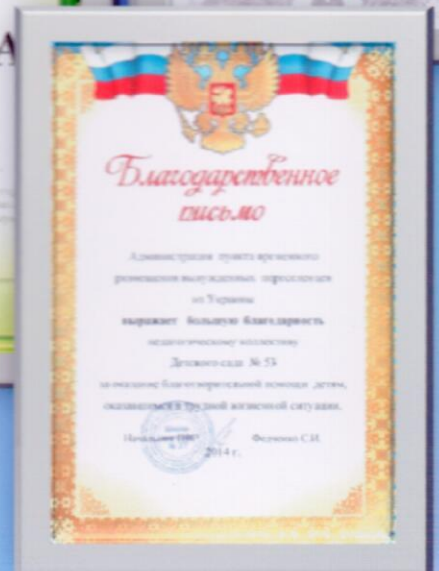 Благодарственное
письмо
Администрация пункта временного
размещения вынужденных переселенцев
из Украины
выражает большую благодарность
педагогическому коллективу
Детского сада № 53
за оказание благотворительной помощи детям,
оказавшимся в трудной жизненной ситуации.
Начальник Федченко С.И.
2014 г.